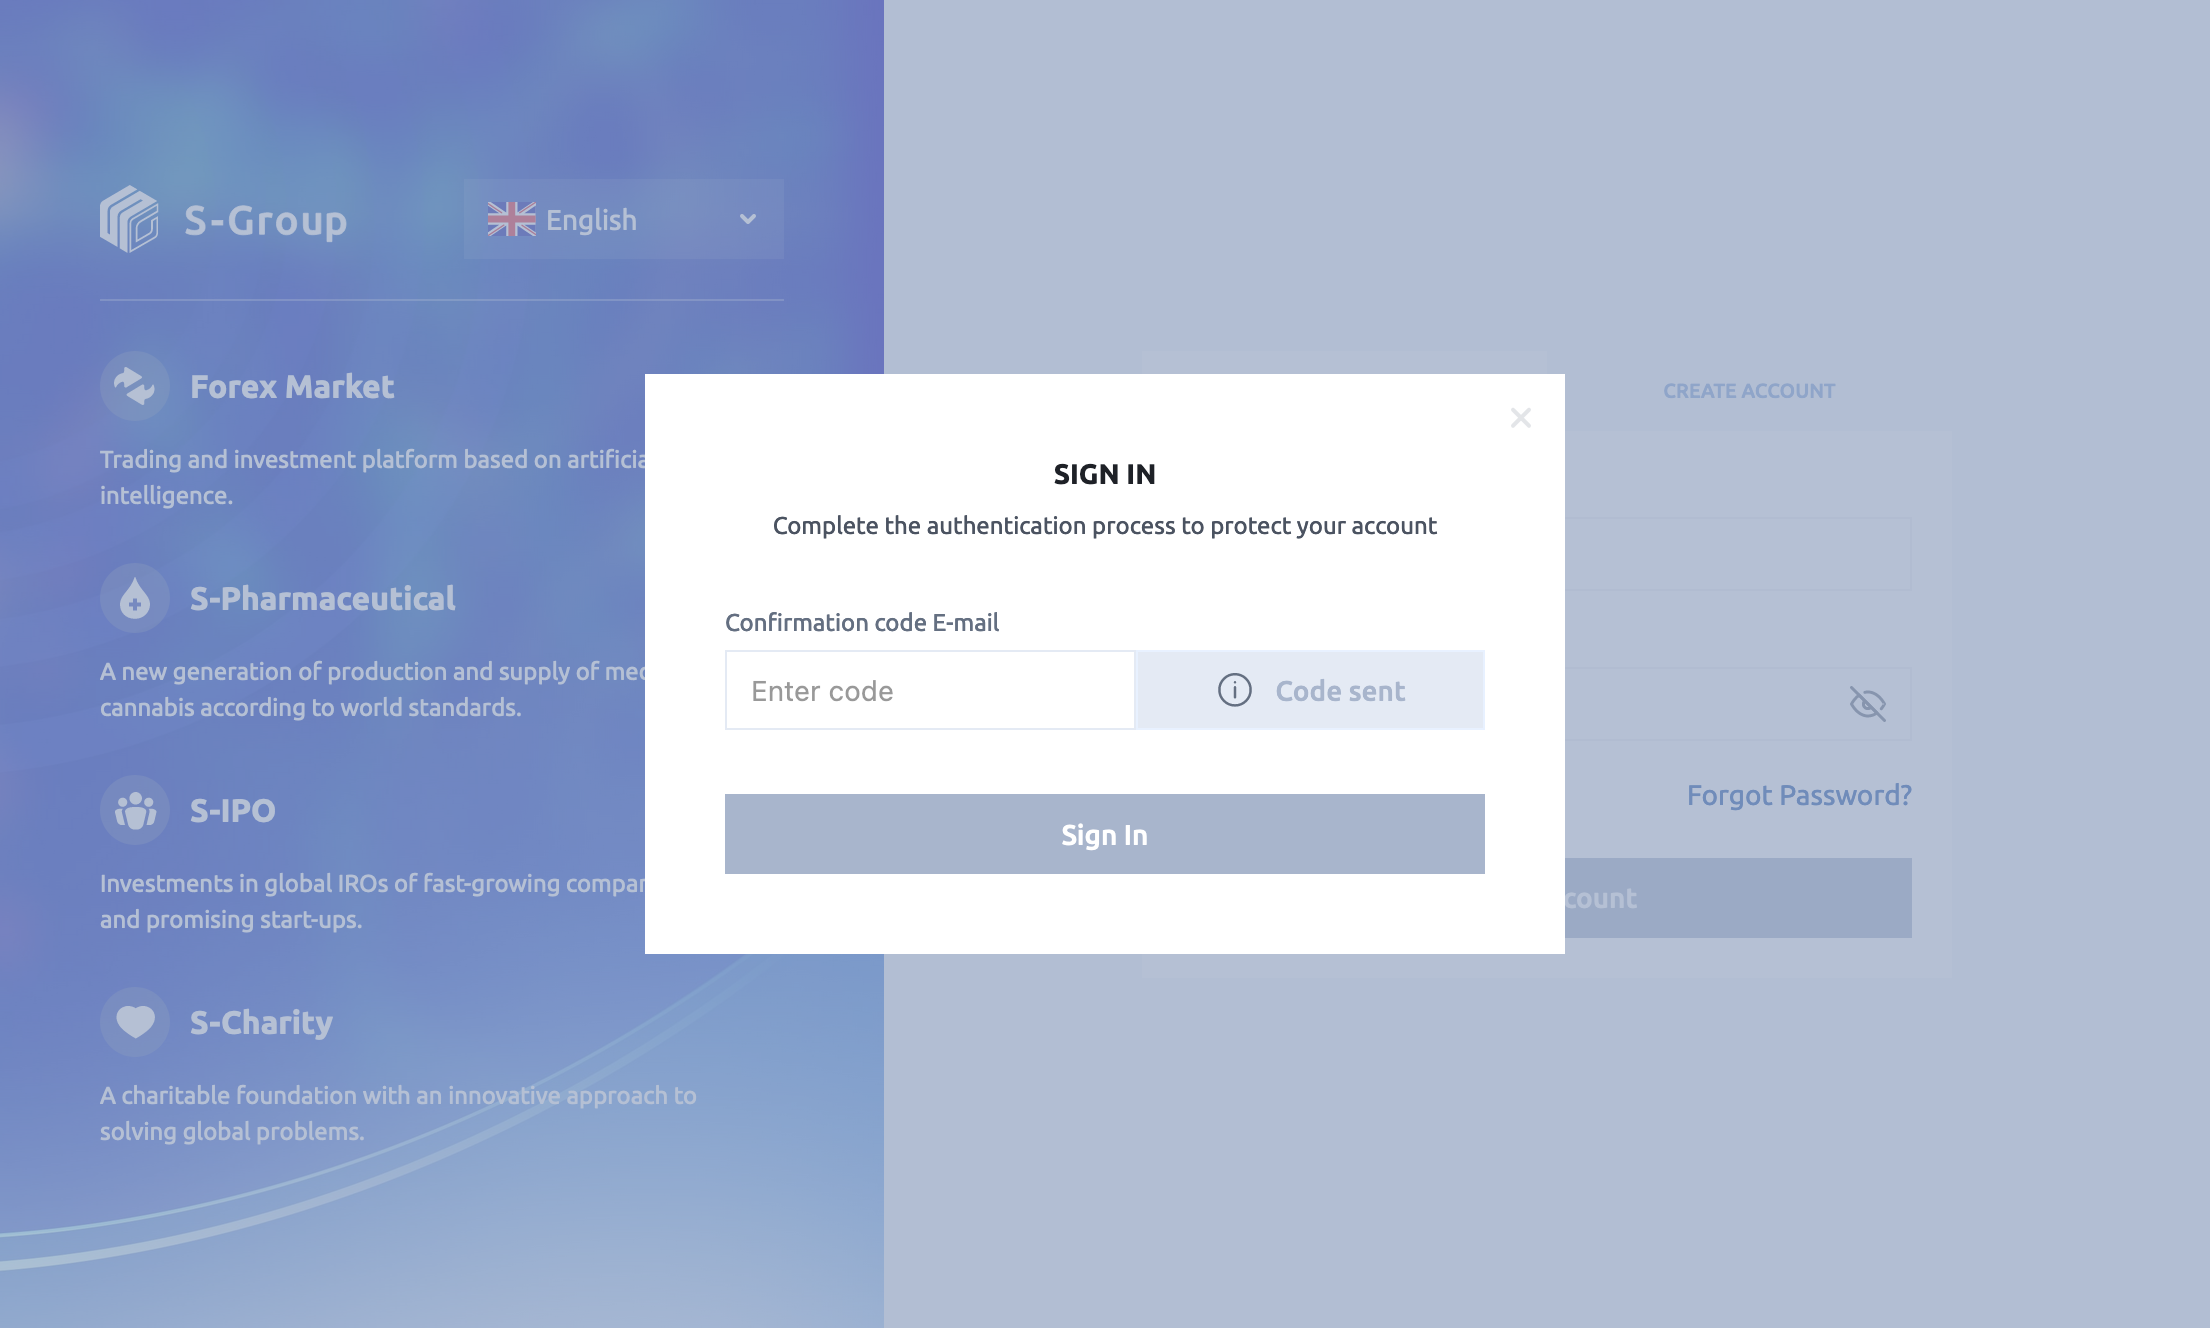 S-Group
English
Forex Market
Trading and investment platform based on artificia
intelligence.
S-Pharmaceutical
A new generation of production and supply of med
cannabis according to world standards.
S-IPO
Investments in global IROs of fast-growing compar
and promising start-ups.
S-Charity
A charitable foundation with an innovative approach to
solving global problems.
CREATE ACCOUNT
SIGN IN
Complete the authentication process to protect your account
Confirmation code E-mail
Enter code
Code sent
Sign In
Forgot Password?
count